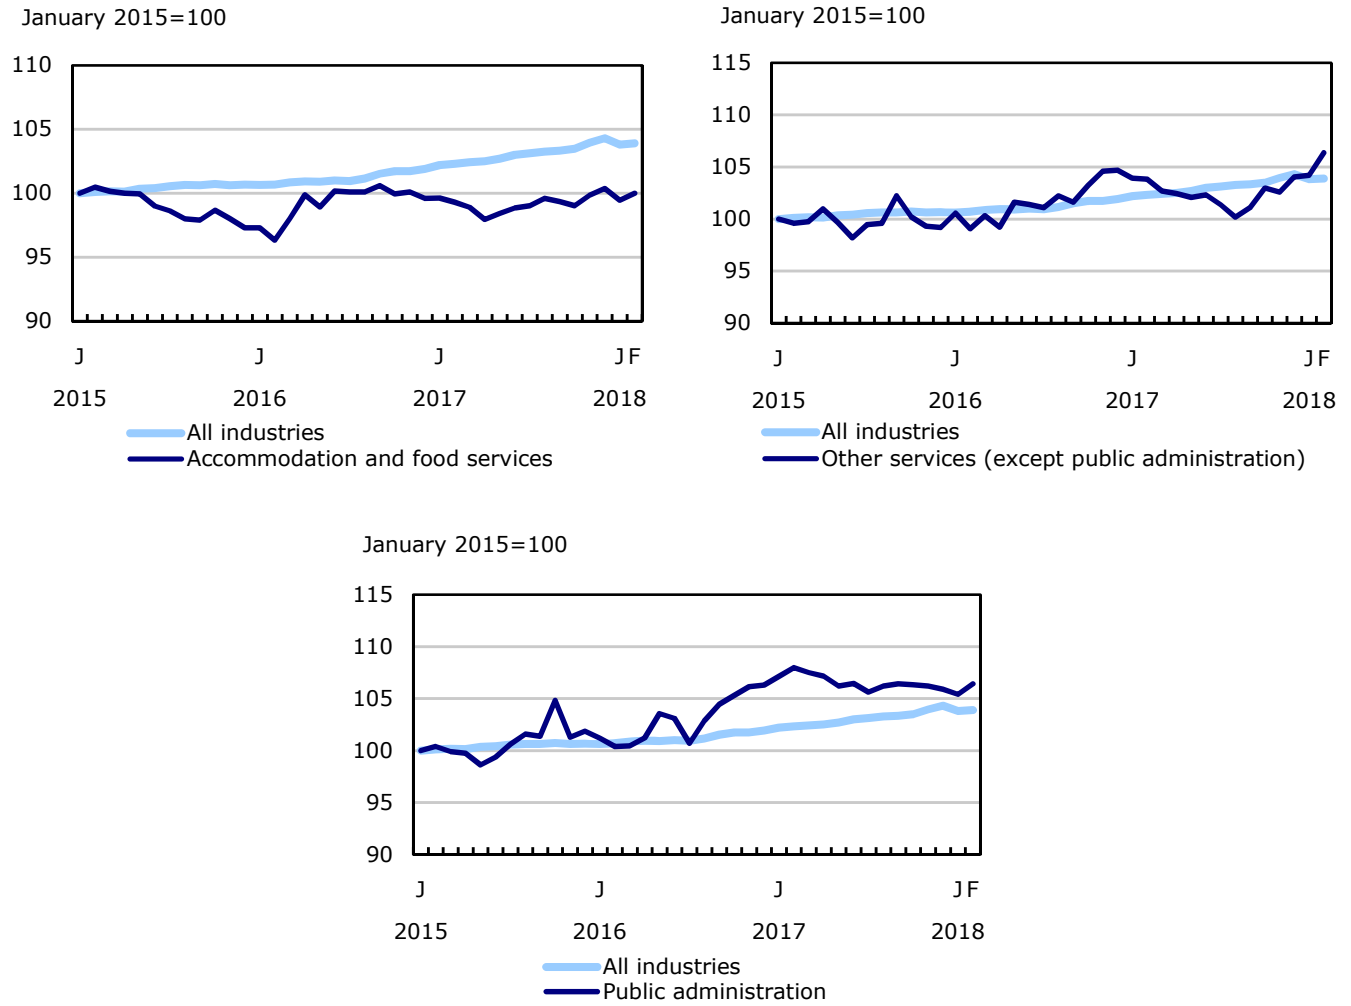 January 2015=100
110
105
100
95
90
J J J J F
2015 2016 2017 2018
All industries
Accommodation and food services
January 2015=100
115
110
105
100
95
90
J J J J F
2015 2016 2017 2018
All industries
Other services (except public administration)
January 2015=100
115
110
105
100
95
90
J J J J F
2015 2016 2017 2018
All industries
Public administration